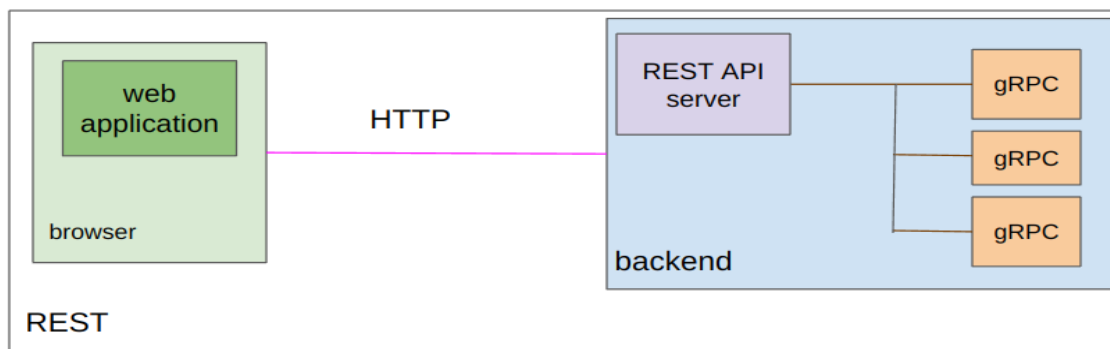 web
application
browser
HTTP
REST API
server
gRPC
gRPC
gRPC
backend
REST